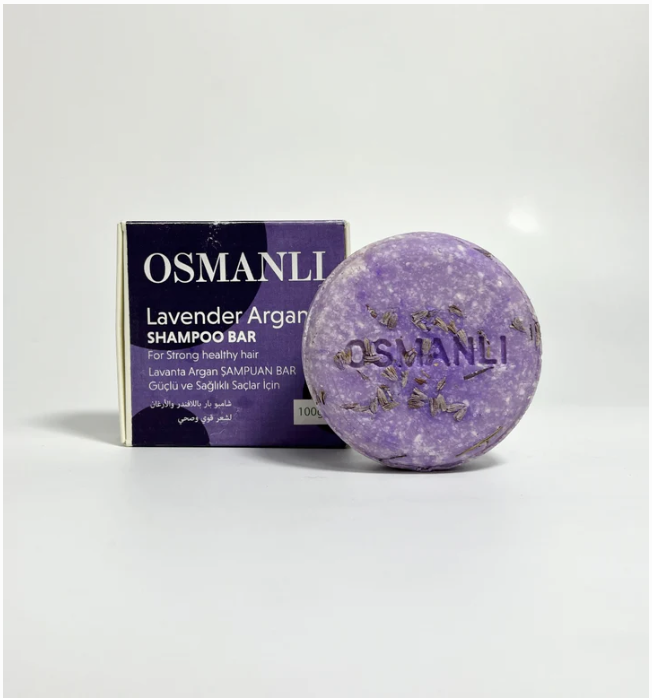 OSMANLI
Lavender Argan
SHAMPOO BAR
For Strong healthy hair
Lavanta Argan ŞAMPUAN BAR
Güçlü ve Sağlıklı Saçlar İçin
شامبو بار باللافندر والأرغان
لشعر قوي وصحي
100g
OSMANLI